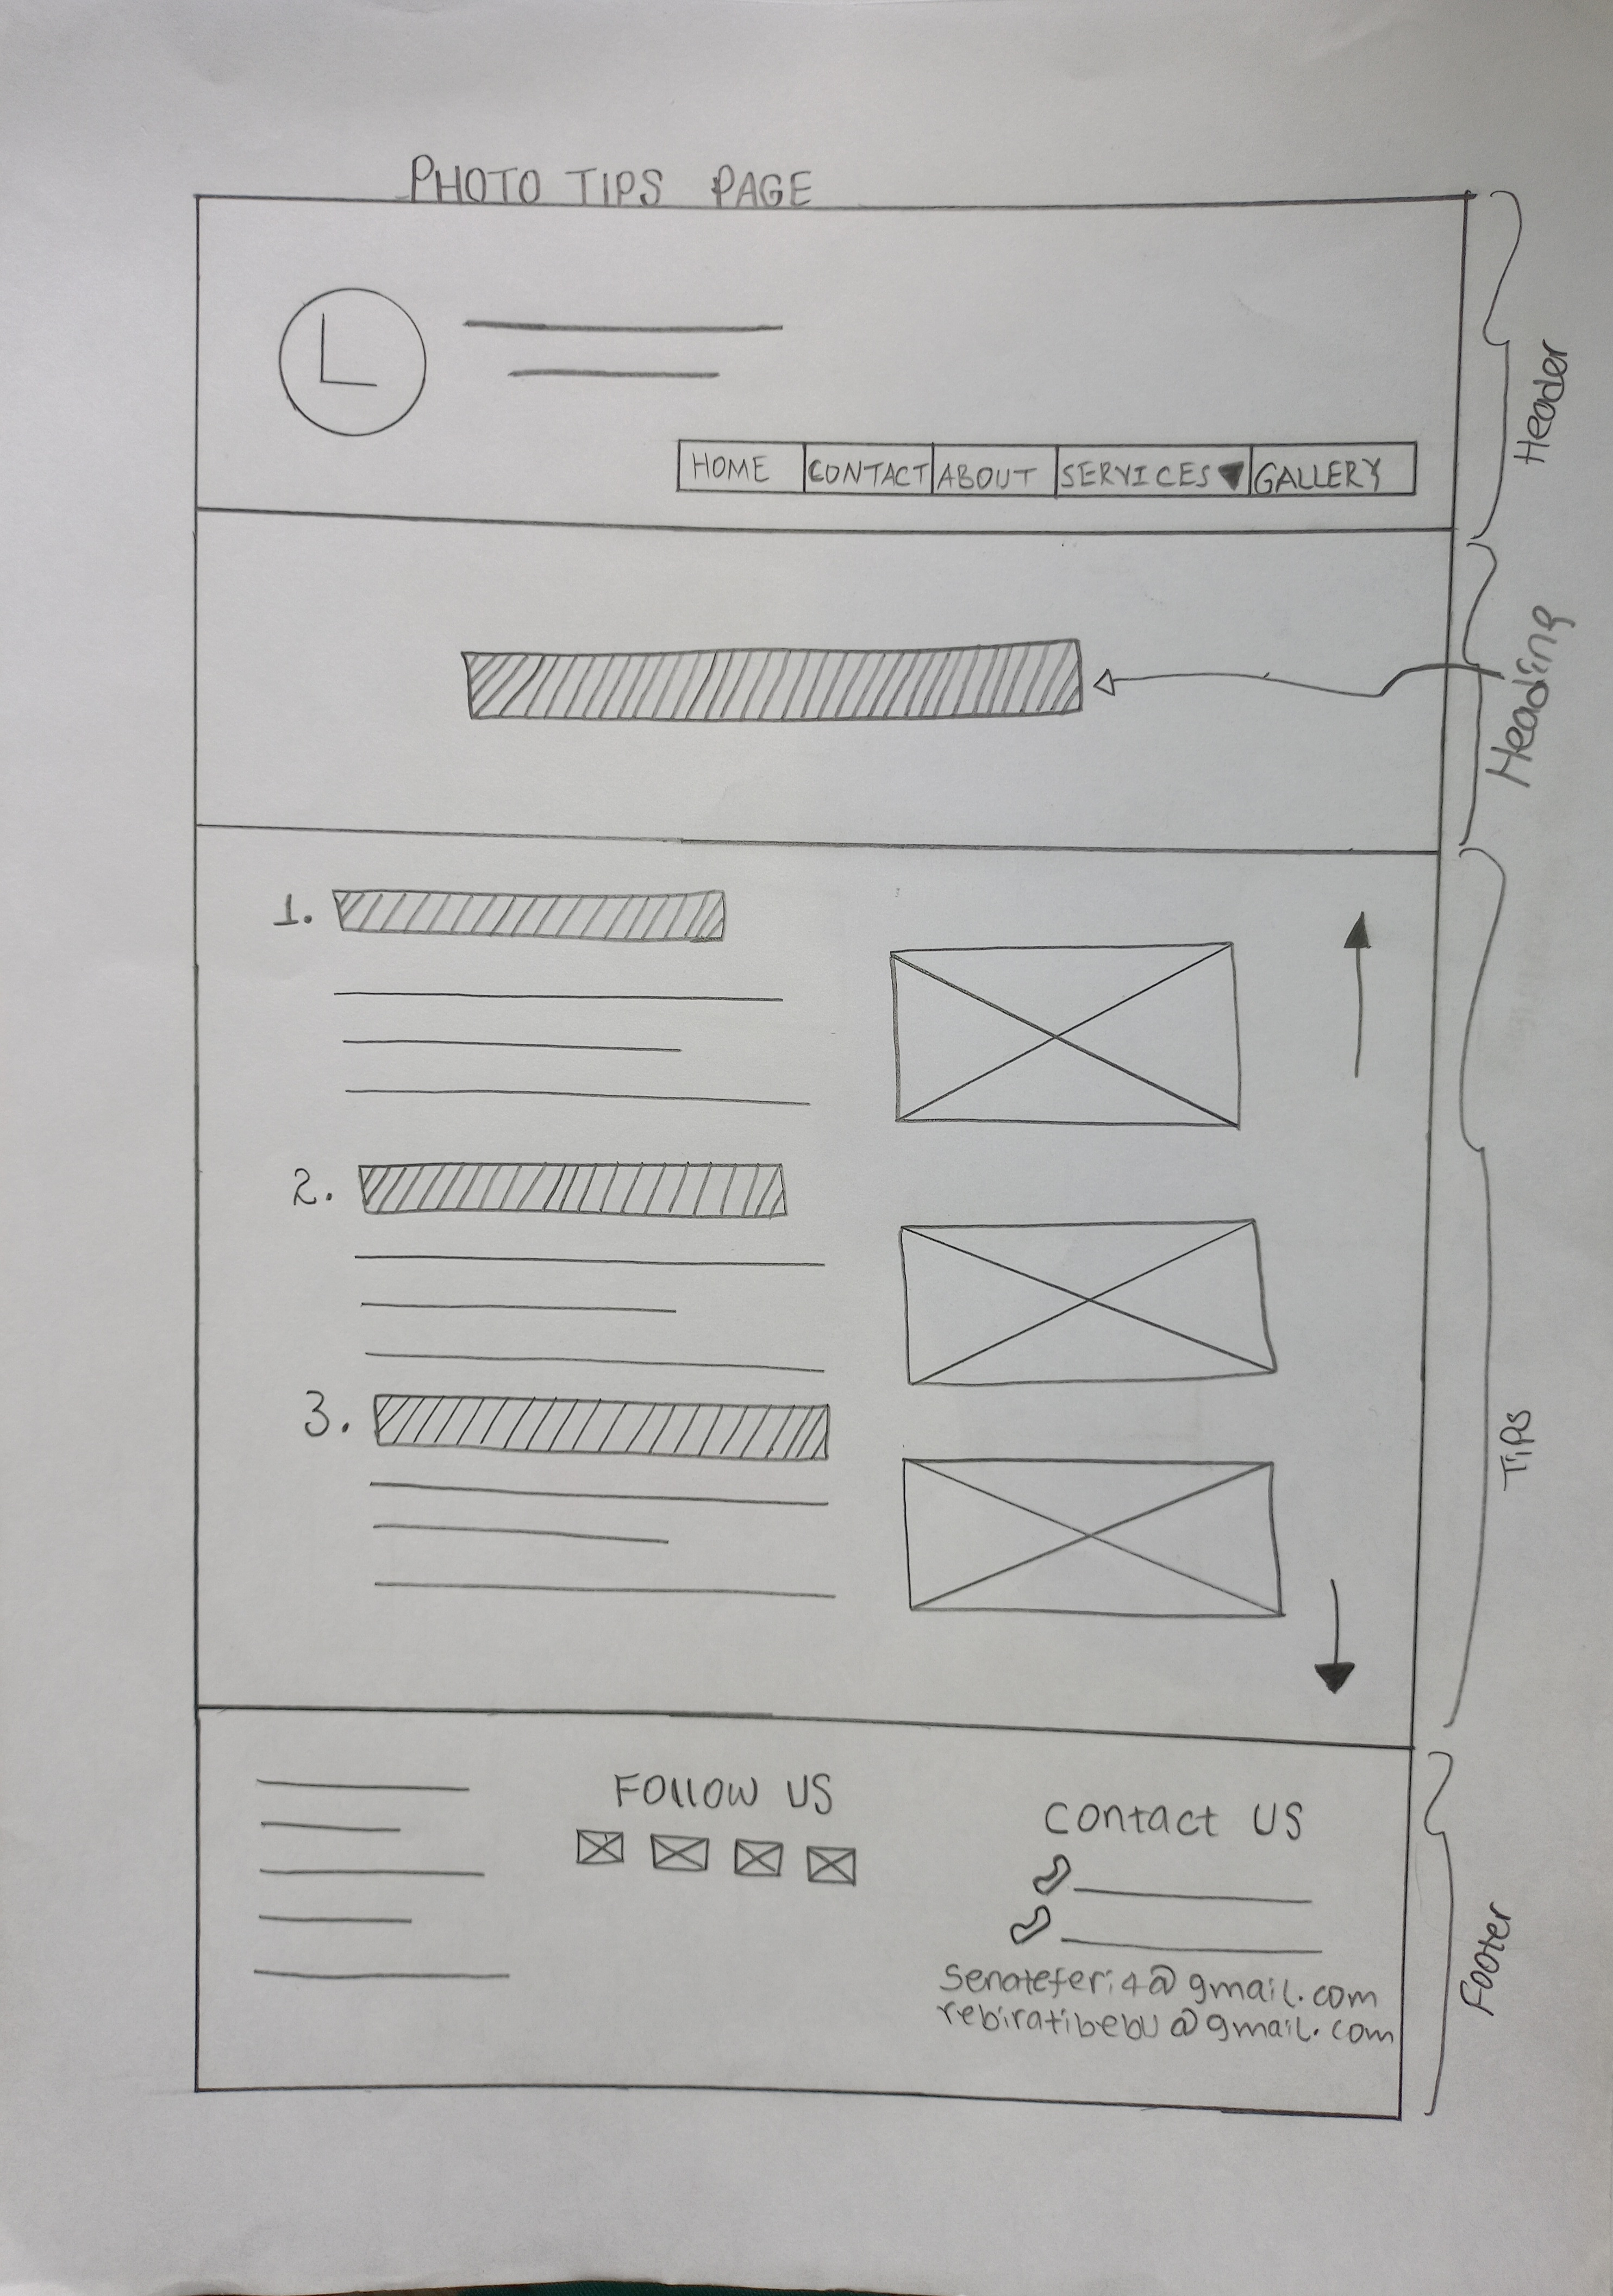 PHOTO TIPS PAGE
L
HOME CONTACT ABOUT SERVICES▼ GALLERY
Header
Heading
1.
2.
3.
Tips
Follow US
Contact US
Senateferi4@gmail.com
rebiratibebu@gmail.com
Footer